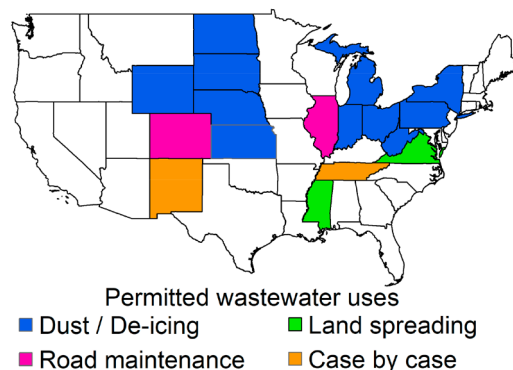 Permitted wastewater uses
Dust / De-icing
Land spreading
Road maintenance
Case by case